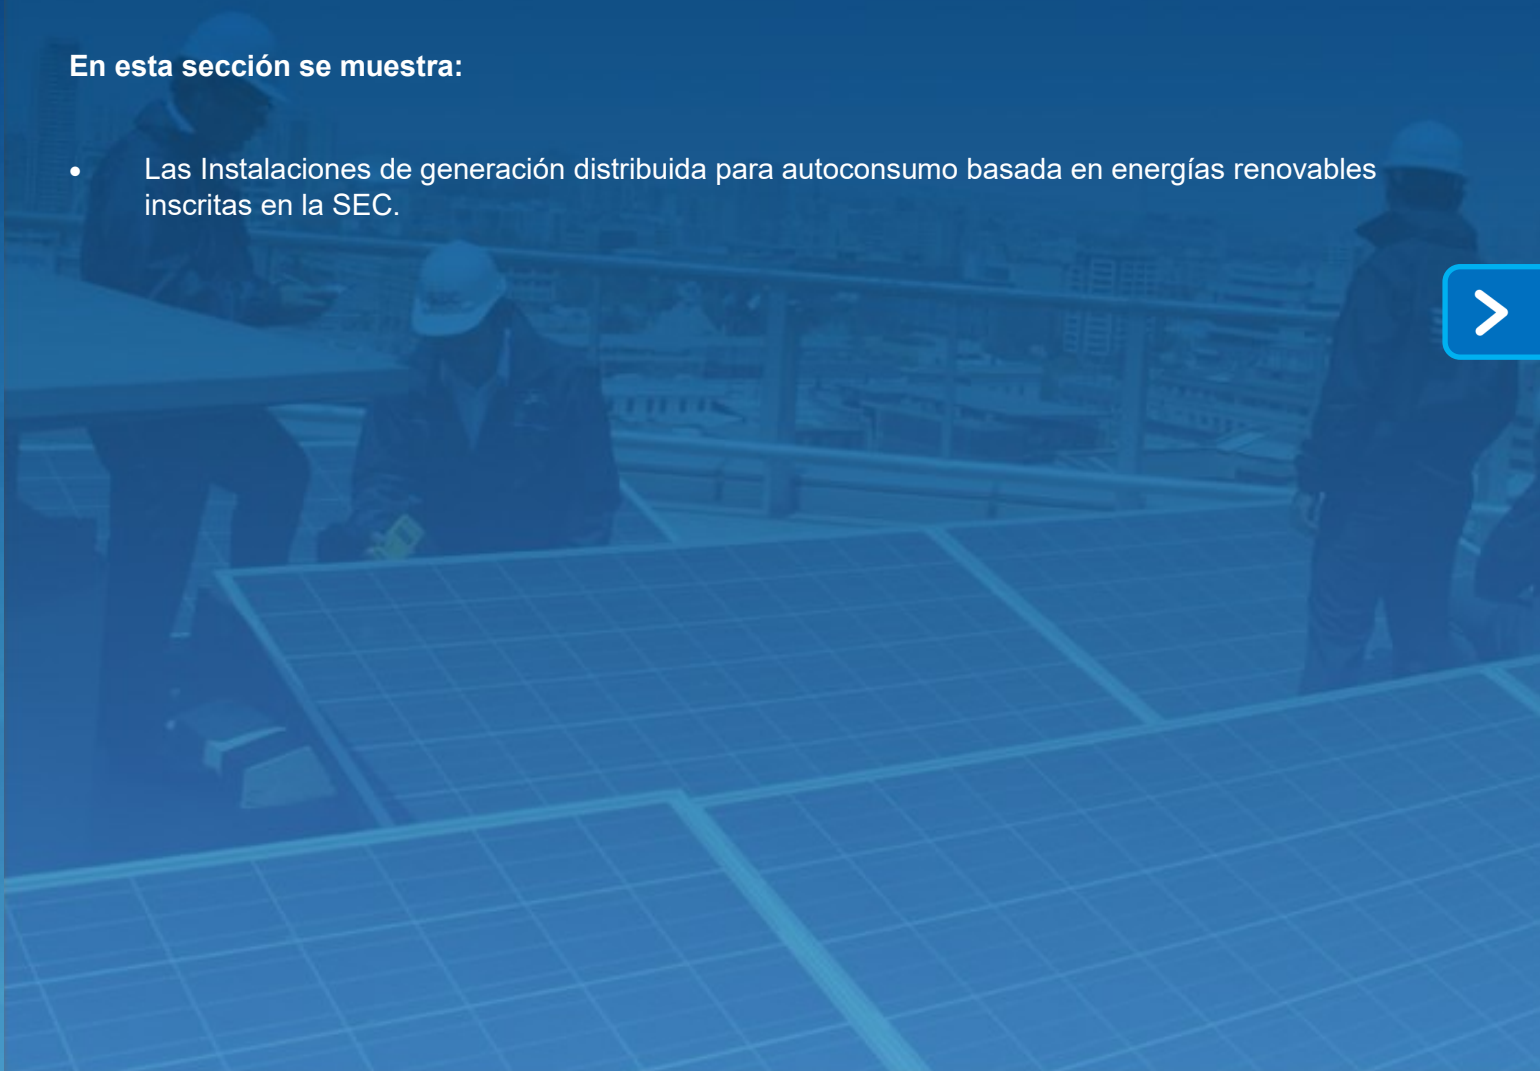 En esta sección se muestra:
• Las Instalaciones de generación distribuida para autoconsumo basada en energías renovables
inscritas en la SEC.